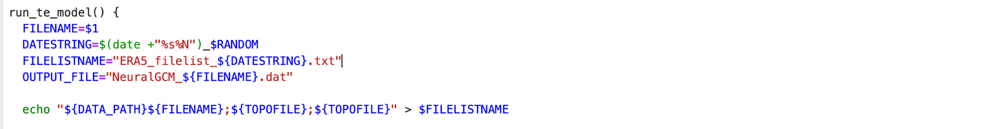 run_te_model() {
  FILENAME=$1
  DATESTRING=$(date +"%s%N")_$RANDOM
  FILELISTNAME="ERA5_filelist_${DATESTRING}.txt"
  OUTPUT_FILE="NeuralGCM_${FILENAME}.dat"
  echo "${DATA_PATH}${FILENAME};${TOPOFILE};${TOPOFILE}" > $FILELISTNAME